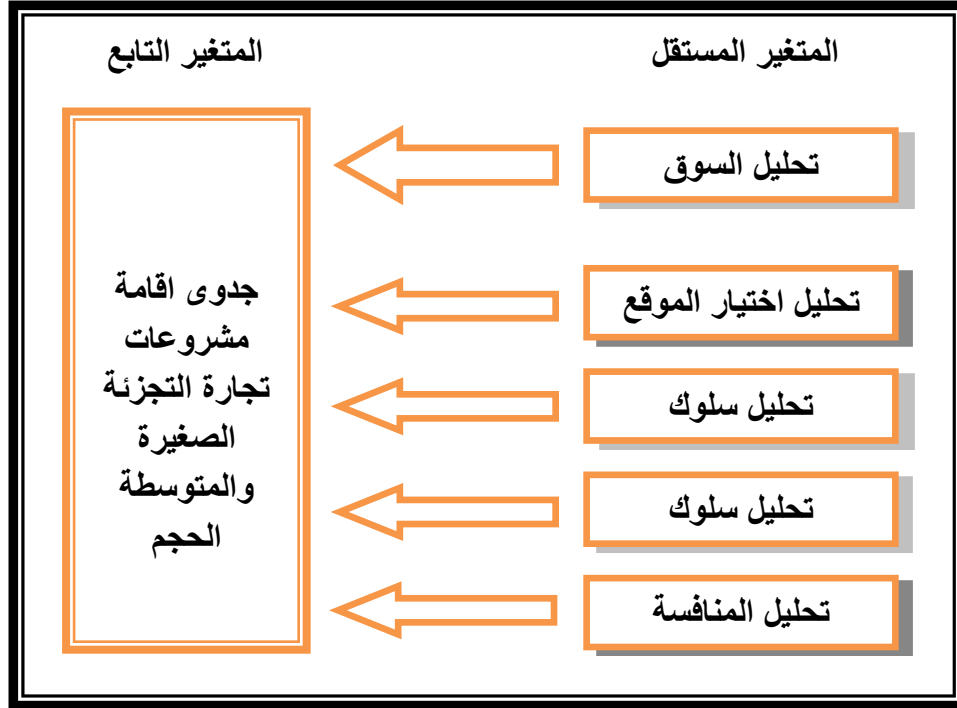 المتغير المستقل
المتغير التابع
تحليل السوق
تحليل اختيار الموقع
تحليل سلوك
تحليل سلوك
تحليل المنافسة
جدوى اقامة
مشروعات
تجارة التجزئة
الصغيرة
والمتوسطة
الحجم